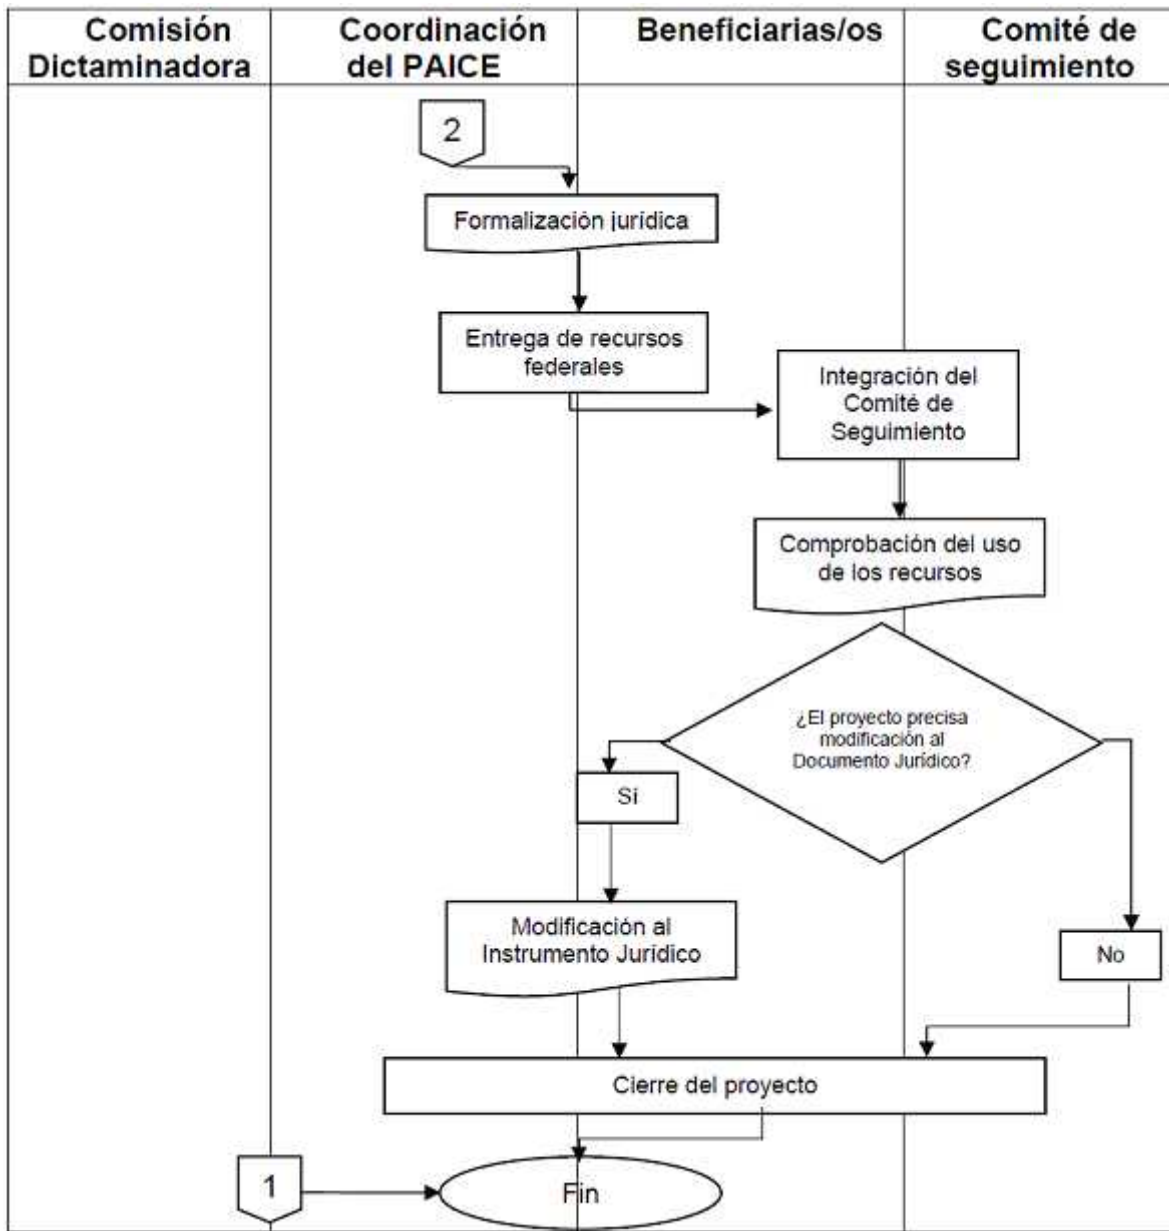 Comisión
Dictaminadora
Coordinación
del PAICE
Beneficiarias/os
Comité de
seguimiento
2
Formalización jurídica
Entrega de recursos
federales
Integración del
Comité de
Seguimiento
Comprobación del uso
de los recursos
¿El proyecto precisa
modificación al
Documento Jurídico?
Sí
Modificación al
Instrumento Jurídico
No
Cierre del proyecto
1
Fin